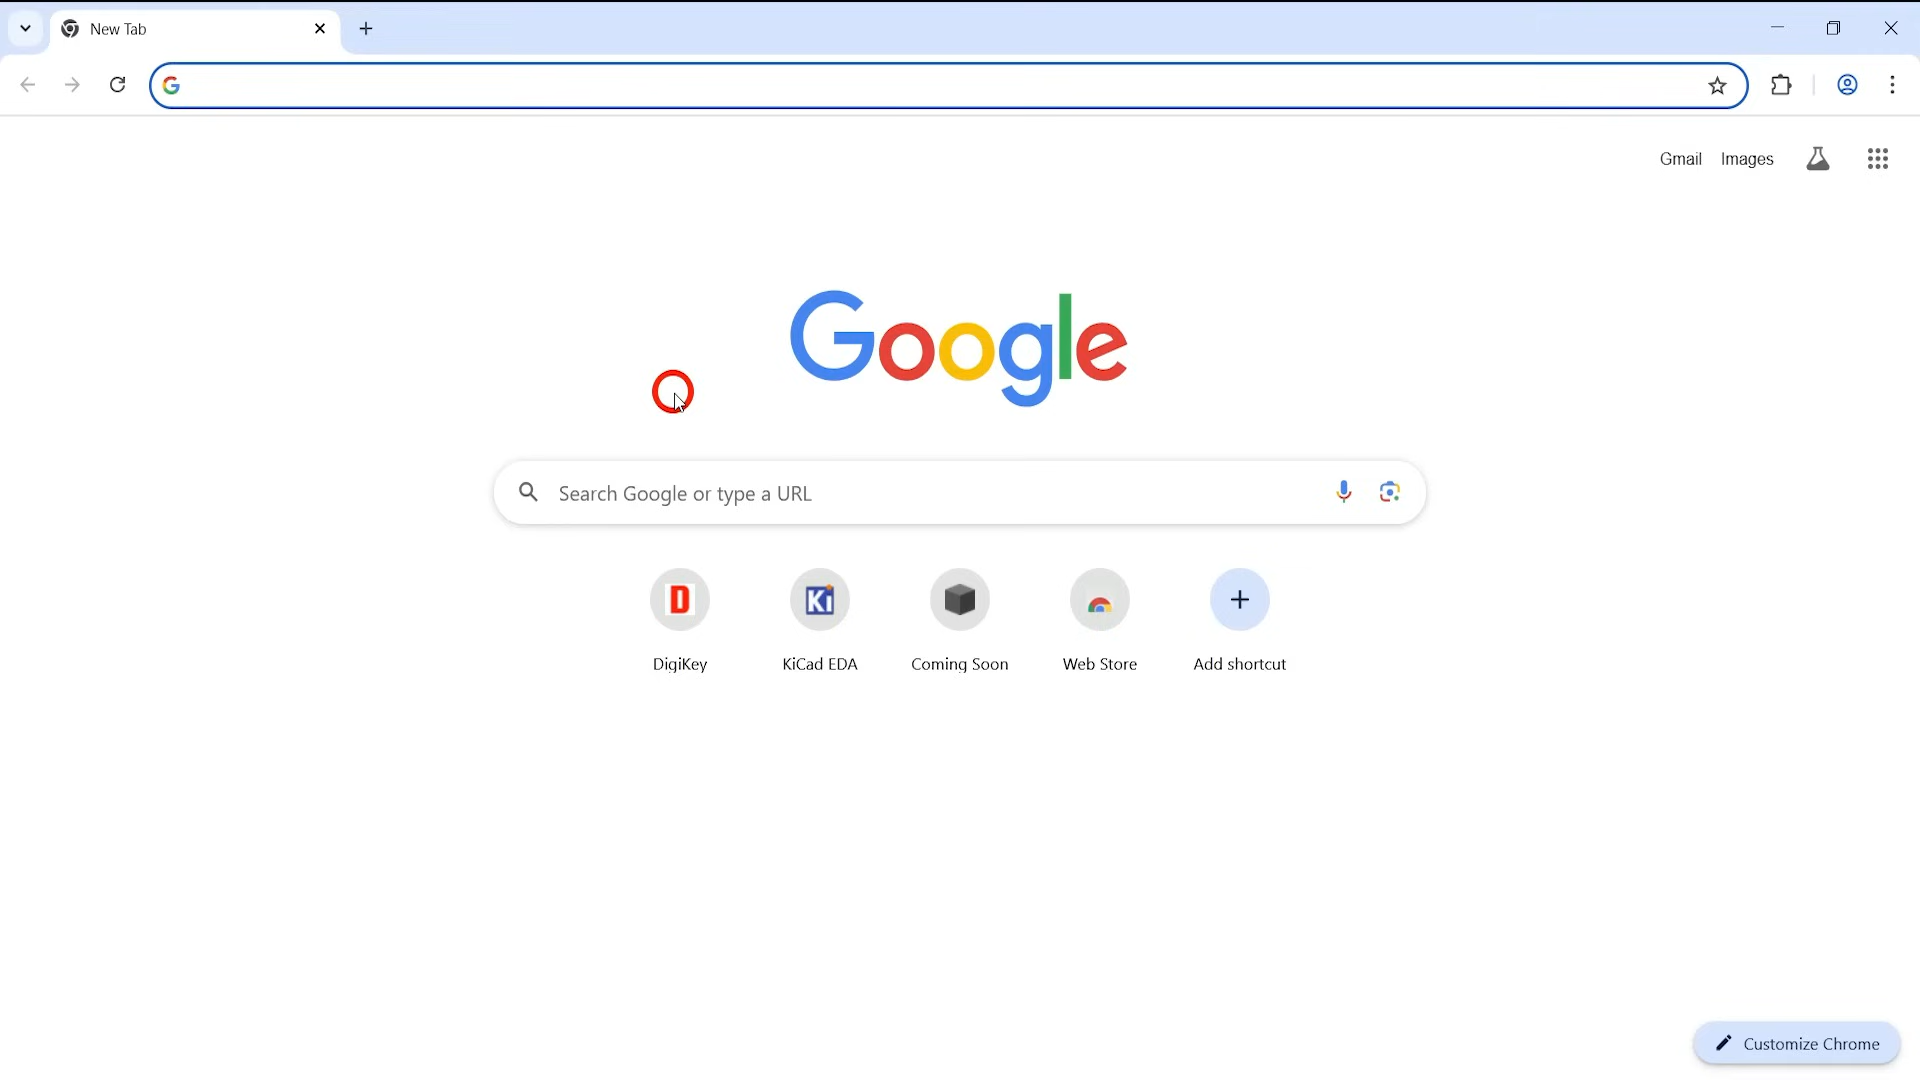 New Tab
Gmail Images
Google
Search Google or type a URL
D Ki
DigiKey KiCad EDA Coming Soon Web Store Add shortcut
Customize Chrome